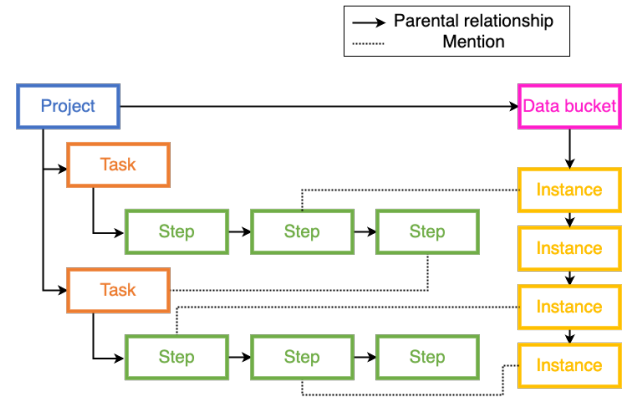 Parental relationship
Mention
Project
Data bucket
Task
Instance
Step
Step
Step
Instance
Task
Instance
Step
Step
Step
Instance